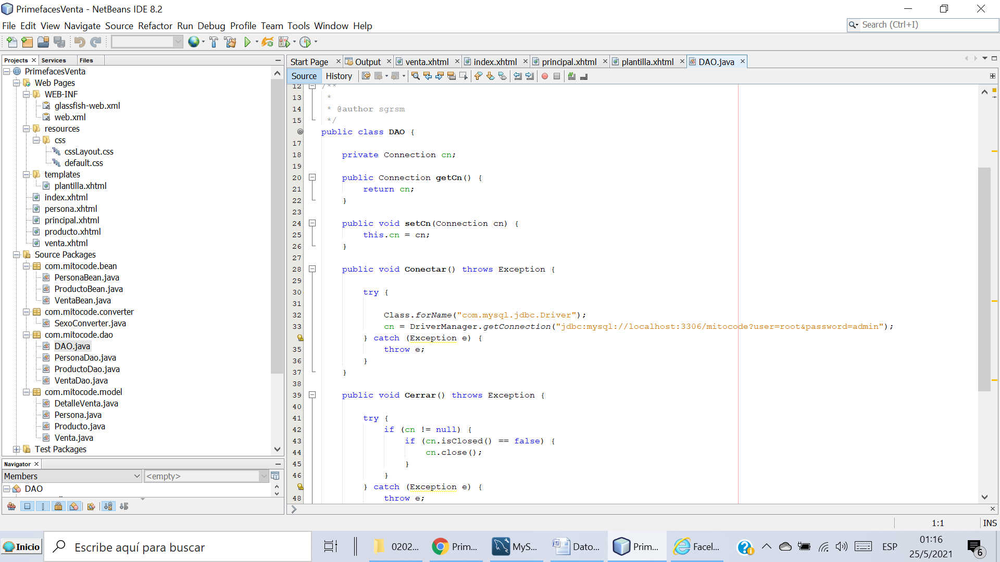 PrimefacesVenta - NetBeans IDE 8.2
File Edit View Navigate Source Refactor Run Debug Profile Team Tools Window Help
Search (Ctrl+I)
Projects Services Files
PrimefacesVenta
Web Pages
WEB-INF
glassfish-web.xml
web.xml
resources
css
cssLayout.css
default.css
templates
plantilla.xhtml
index.xhtml
persona.xhtml
principal.xhtml
producto.xhtml
venta.xhtml
Source Packages
com.mitocode.bean
PersonaBean.java
ProductoBean.java
VentaBean.java
com.mitocode.converter
SexoConverter.java
com.mitocode.dao
DAO.java
PersonaDao.java
ProductoDao.java
VentaDao.java
com.mitocode.model
DetalleVenta.java
Persona.java
Producto.java
Venta.java
Test Packages
Navigator
Members <empty>
DAO
Start Page Output venta.xhtml index.xhtml principal.xhtml plantilla.xhtml DAO.java
Source History
12 /**
13 *
14 * @author sgrsm
15 */
public class DAO {
17
18 private Connection cn;
19
20 public Connection getCn() {
21 return cn;
22 }
23
24 public void setCn(Connection cn) {
25 this.cn = cn;
26 }
27
28 public void Conectar() throws Exception {
29
30 try {
31
32 Class.forName("com.mysql.jdbc.Driver");
33 cn = DriverManager.getConnection("jdbc:mysql://localhost:3306/mitocode?user=root&password=admin");
} catch (Exception e) {
35 throw e;
36 }
37 }
38
39 public void Cerrar() throws Exception {
40
41 try {
42 if (cn != null) {
43 if (cn.isClosed() == false) {
44 cn.close();
45 }
46 }
} catch (Exception e) {
48 throw e;
1:1 INS
Inicio
Escribe aquí para buscar
0202...
Prim...
MyS...
Dato...
Prim...
Facel...
ESP
01:16
25/5/2021
6